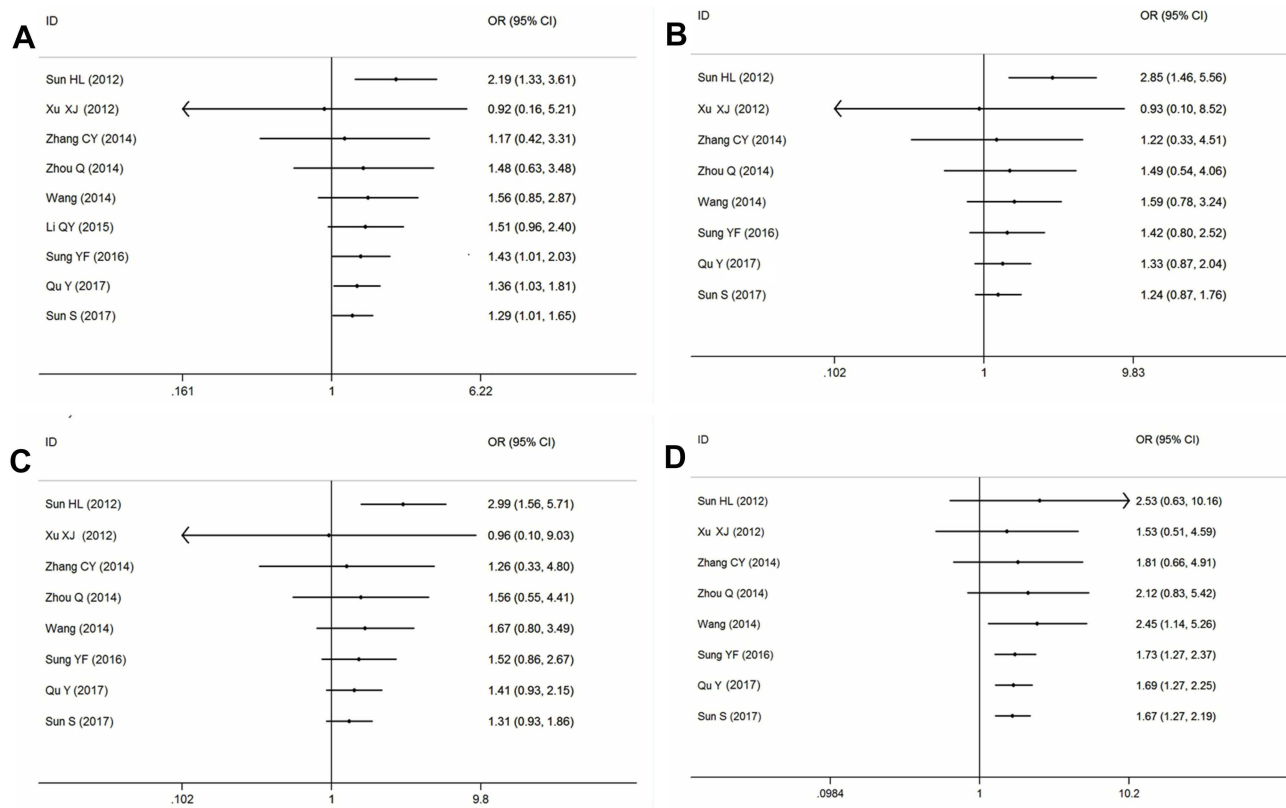 A
ID OR (95% CI)
Sun HL (2012) 2.19 (1.33, 3.61)
Xu XJ (2012) 0.92 (0.16, 5.21)
Zhang CY (2014) 1.17 (0.42, 3.31)
Zhou Q (2014) 1.48 (0.63, 3.48)
Wang (2014) 1.56 (0.85, 2.87)
Li QY (2015) 1.51 (0.96, 2.40)
Sung YF (2016) 1.43 (1.01, 2.03)
Qu Y (2017) 1.36 (1.03, 1.81)
Sun S (2017) 1.29 (1.01, 1.65)
.161 1 6.22
B
ID OR (95% CI)
Sun HL (2012) 2.85 (1.46, 5.56)
Xu XJ (2012) 0.93 (0.10, 8.52)
Zhang CY (2014) 1.22 (0.33, 4.51)
Zhou Q (2014) 1.49 (0.54, 4.06)
Wang (2014) 1.59 (0.78, 3.24)
Sung YF (2016) 1.42 (0.80, 2.52)
Qu Y (2017) 1.33 (0.87, 2.04)
Sun S (2017) 1.24 (0.87, 1.76)
.102 1 9.83
C
ID OR (95% CI)
Sun HL (2012) 2.99 (1.56, 5.71)
Xu XJ (2012) 0.96 (0.10, 9.03)
Zhang CY (2014) 1.26 (0.33, 4.80)
Zhou Q (2014) 1.56 (0.55, 4.41)
Wang (2014) 1.67 (0.80, 3.49)
Sung YF (2016) 1.52 (0.86, 2.67)
Qu Y (2017) 1.41 (0.93, 2.15)
Sun S (2017) 1.31 (0.93, 1.86)
.102 1 9.8
D
ID OR (95% CI)
Sun HL (2012) 2.53 (0.63, 10.16)
Xu XJ (2012) 1.53 (0.51, 4.59)
Zhang CY (2014) 1.81 (0.66, 4.91)
Zhou Q (2014) 2.12 (0.83, 5.42)
Wang (2014) 2.45 (1.14, 5.26)
Sung YF (2016) 1.73 (1.27, 2.37)
Qu Y (2017) 1.69 (1.27, 2.25)
Sun S (2017) 1.67 (1.27, 2.19)
.0984 1 10.2